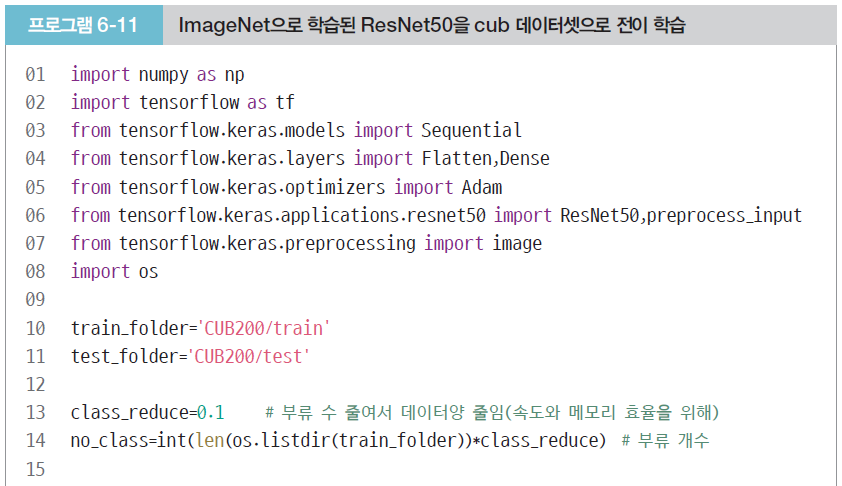 프로그램 6-11 ImageNet으로 학습된 ResNet50을 cub 데이터셋으로 전이 학습
01 import numpy as np
02 import tensorflow as tf
03 from tensorflow.keras.models import Sequential
04 from tensorflow.keras.layers import Flatten,Dense
05 from tensorflow.keras.optimizers import Adam
06 from tensorflow.keras.applications.resnet50 import ResNet50,preprocess_input
07 from tensorflow.keras.preprocessing import image
08 import os
09
10 train_folder='CUB200/train'
11 test_folder='CUB200/test'
12
13 class_reduce=0.1 # 부류 수 줄여서 데이터양 줄임(속도와 메모리 효율을 위해)
14 no_class=int(len(os.listdir(train_folder))*class_reduce) # 부류 개수
15